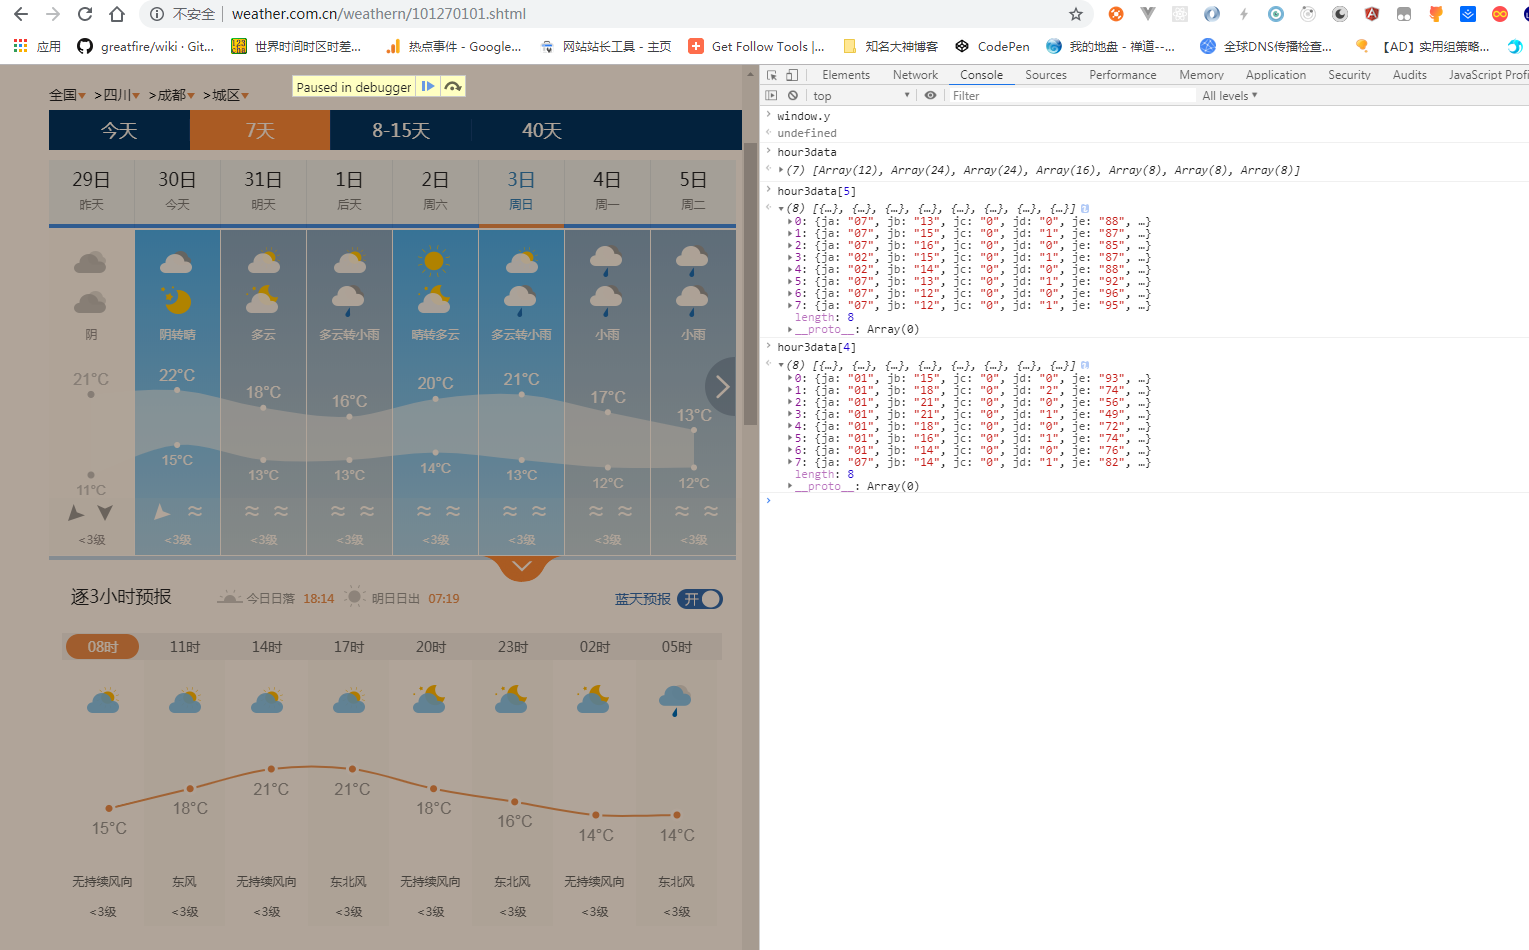 不安全 | weather.com.cn/weathern/101270101.shtml
应用 greatfire/wiki · Git... 世界时间时区时差... 热点事件 - Google... 网站站长工具 - 主页 Get Follow Tools |... 知名大神博客 CodePen 我的地盘 - 禅道--... 全球DNS传播检查... 【AD】实用组策略...
全国 >四川 >成都 >城区
Paused in debugger
今天 7天 8-15天 40天
29日 30日 31日 1日 2日 3日 4日 5日
昨天 今天 明天 后天 周六 周日 周一 周二
阴 阴转晴 多云 多云转小雨 晴转多云 多云转小雨 小雨 小雨
21°C 22°C 18°C 16°C 20°C 21°C 17°C 13°C
11°C 15°C 13°C 13°C 14°C 13°C 12°C 12°C
<3级 <3级 <3级 <3级 <3级 <3级 <3级 <3级
逐3小时预报 今日日落 18:14 明日日出 07:19 蓝天预报 开
08时 11时 14时 17时 20时 23时 02时 05时
15°C 18°C 21°C 21°C 18°C 16°C 14°C 14°C
无持续风向 东风 无持续风向 东北风 无持续风向 东北风 无持续风向 东北风
<3级 <3级 <3级 <3级 <3级 <3级 <3级 <3级
Elements Network Console Sources Performance Memory Application Security Audits JavaScript Profi
top Filter All levels
window.y
undefined
hour3data
(7) [Array(12), Array(24), Array(24), Array(16), Array(8), Array(8), Array(8)]
hour3data[5]
(8) [{…}, {…}, {…}, {…}, {…}, {…}, {…}, {…}]
0: {ja: "07", jb: "13", jc: "0", jd: "0", je: "88", …}
1: {ja: "07", jb: "15", jc: "0", jd: "1", je: "87", …}
2: {ja: "07", jb: "16", jc: "0", jd: "0", je: "85", …}
3: {ja: "02", jb: "15", jc: "0", jd: "1", je: "87", …}
4: {ja: "02", jb: "14", jc: "0", jd: "0", je: "88", …}
5: {ja: "07", jb: "13", jc: "0", jd: "1", je: "92", …}
6: {ja: "07", jb: "12", jc: "0", jd: "0", je: "96", …}
7: {ja: "07", jb: "12", jc: "0", jd: "1", je: "95", …}
length: 8
__proto__: Array(0)
hour3data[4]
(8) [{…}, {…}, {…}, {…}, {…}, {…}, {…}, {…}]
0: {ja: "01", jb: "15", jc: "0", jd: "0", je: "93", …}
1: {ja: "01", jb: "18", jc: "0", jd: "2", je: "74", …}
2: {ja: "01", jb: "21", jc: "0", jd: "0", je: "56", …}
3: {ja: "01", jb: "21", jc: "0", jd: "1", je: "49", …}
4: {ja: "01", jb: "18", jc: "0", jd: "0", je: "72", …}
5: {ja: "01", jb: "16", jc: "0", jd: "1", je: "74", …}
6: {ja: "01", jb: "14", jc: "0", jd: "0", je: "76", …}
7: {ja: "07", jb: "14", jc: "0", jd: "1", je: "82", …}
length: 8
__proto__: Array(0)